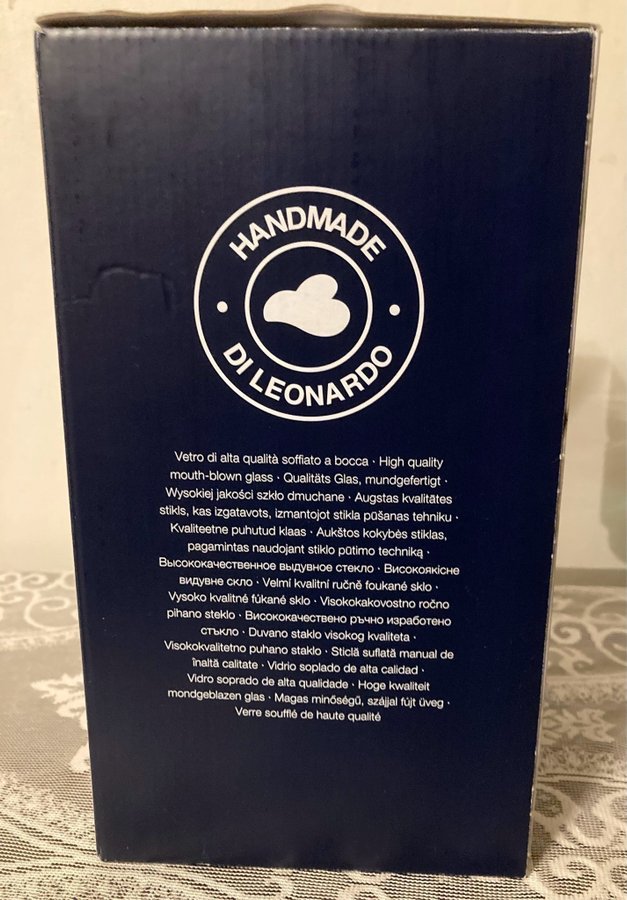 HANDMADE
DI LEONARDO
Vetro di alta qualità soffiato a bocca · High quality
mouth-blown glass · Qualitäts Glas, mundgefertigt ·
Wysokiej jakości szkło dmuchane · Augstas kvalitātes
stikls, kas izgatavots, izmantojot stikla pūšanas tehniku ·
Kvaliteetne puhutud klaas · Aukštos kokybės stiklas,
pagamintas naudojant stiklo pūtimo techniką ·
Высококачественное выдувное стекло · Високоякісне
видувне скло · Velmi kvalitní ručně foukané sklo ·
Vysoko kvalitné fúkané sklo · Visokokakovostno ročno
pihano steklo · Висококачествено ръчно изработено
стъкло · Duvano staklo visokog kvaliteta ·
Visokokvalitetno puhano staklo · Sticlă suflată manual de
înaltă calitate · Vidrio soplado de alta calidad ·
Vidro soprado de alta qualidade · Hoge kwaliteit
mondgeblazen glas · Magas minőségű, szájjal fújt üveg ·
Verre soufflé de haute qualité